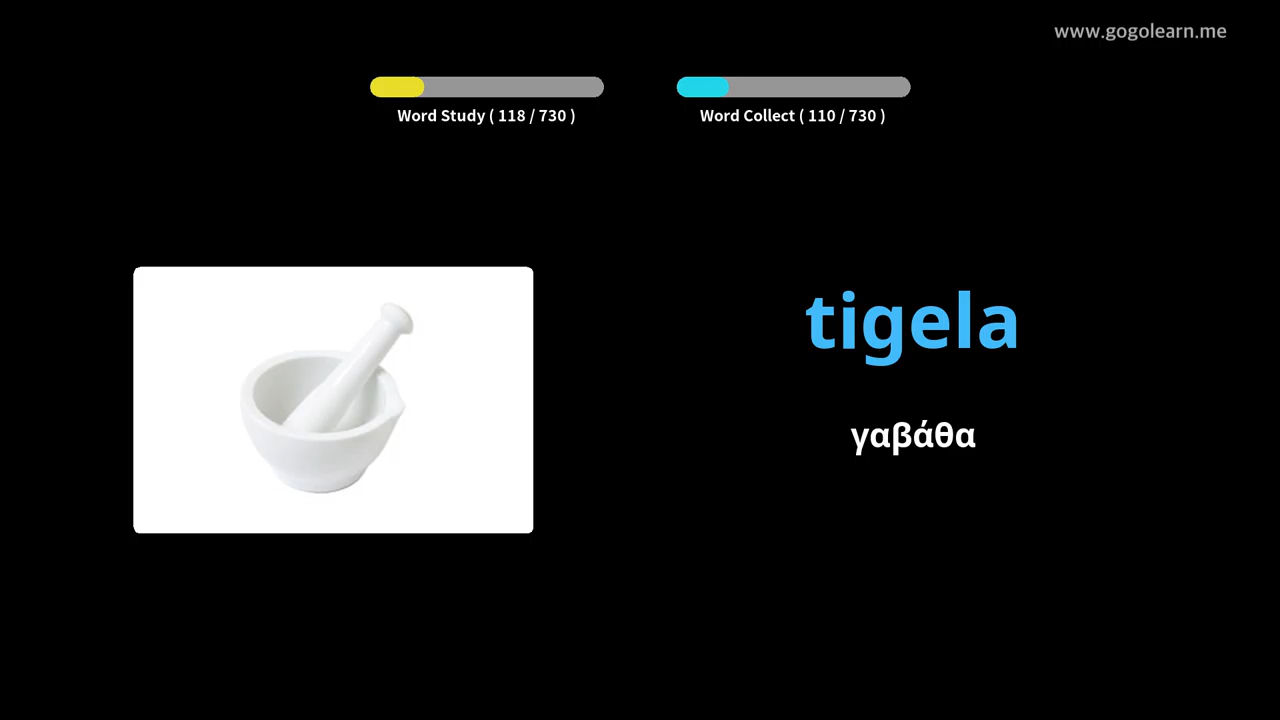 www.gogolearn.me
Word Study ( 118 / 730 )
Word Collect ( 110 / 730 )
tigela
γαβάθα